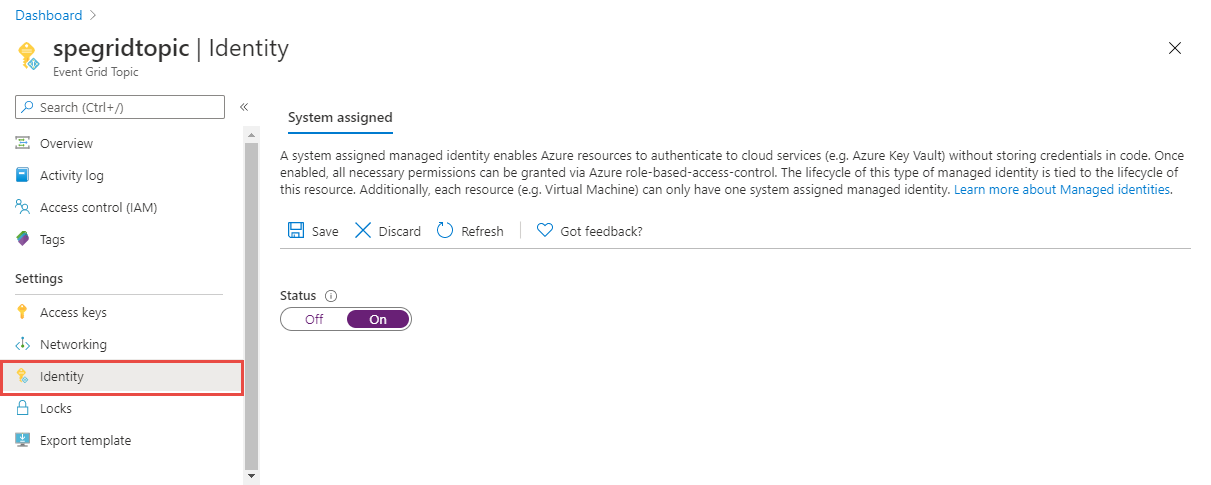 Dashboard
spegridtopic | Identity
Event Grid Topic
Search (Ctrl+/)
Overview
Activity log
Access control (IAM)
Tags
Settings
Access keys
Networking
Identity
Locks
Export template
System assigned
A system assigned managed identity enables Azure resources to authenticate to cloud services (e.g. Azure Key Vault) without storing credentials in code. Once
enabled, all necessary permissions can be granted via Azure role-based-access-control. The lifecycle of this type of managed identity is tied to the lifecycle of
this resource. Additionally, each resource (e.g. Virtual Machine) can only have one system assigned managed identity. Learn more about Managed identities.
Save Discard Refresh Got feedback?
Status
Off On